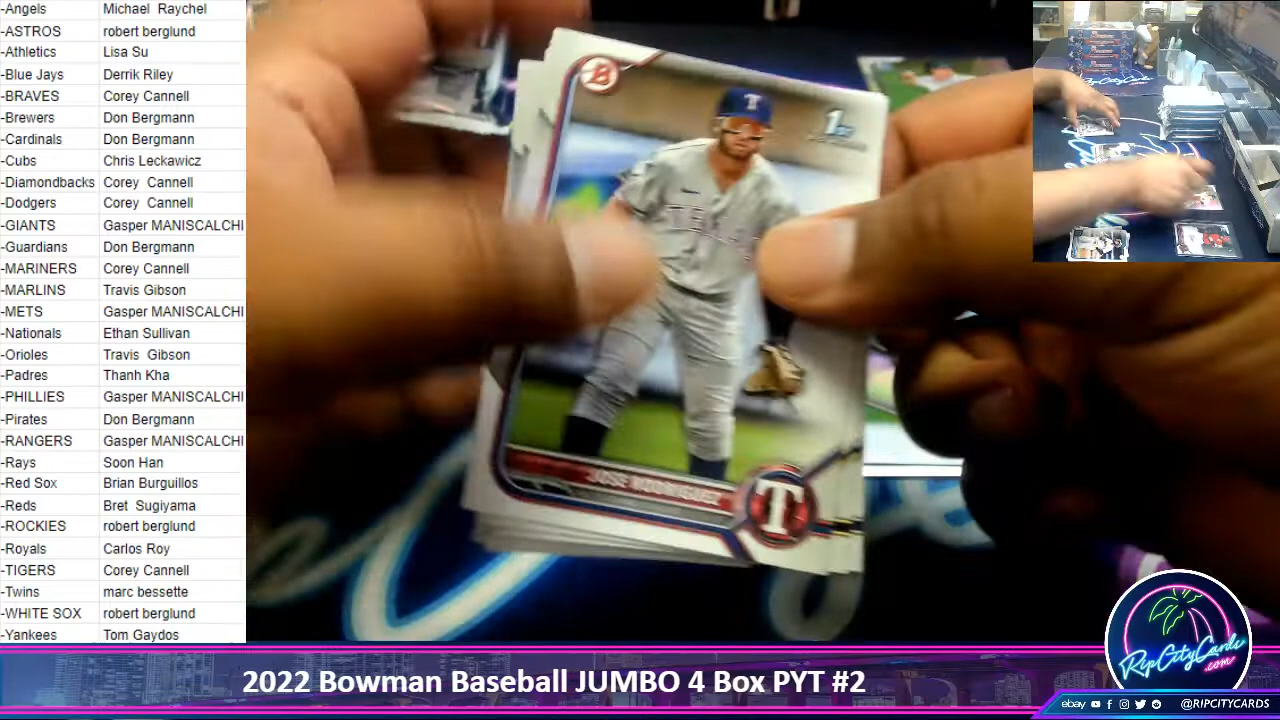 -Angels Michael Raychel
-ASTROS robert berglund
-Athletics Lisa Su
-Blue Jays Derrik Riley
-BRAVES Corey Cannell
-Brewers Don Bergmann
-Cardinals Don Bergmann
-Cubs Chris Leckawicz
-Diamondbacks Corey Cannell
-Dodgers Corey Cannell
-GIANTS Gasper MANISCALCHI
-Guardians Don Bergmann
-MARINERS Corey Cannell
-MARLINS Travis Gibson
-METS Gasper MANISCALCHI
-Nationals Ethan Sullivan
-Orioles Travis Gibson
-Padres Thanh Kha
-PHILLIES Gasper MANISCALCHI
-Pirates Don Bergmann
-RANGERS Gasper MANISCALCHI
-Rays Soon Han
-Red Sox Brian Burguillos
-Reds Bret Sugiyama
-ROCKIES robert berglund
-Royals Carlos Roy
-TIGERS Corey Cannell
-Twins marc bessette
-WHITE SOX robert berglund
-Yankees Tom Gaydos
B
T
1st
TEXAS
JOSE RODRIGUEZ
T
2022 Bowman Baseball JUMBO 4 Box PYT #2
RipCityCards
.com
ebay @RIPCITYCARDS